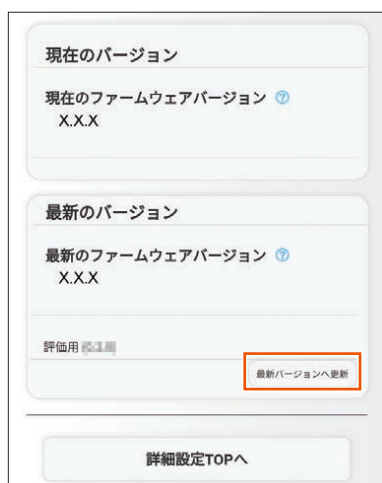 現在のバージョン
現在のファームウェアバージョン ?
X.X.X
最新のバージョン
最新のファームウェアバージョン ?
X.X.X
評価用
最新バージョンへ更新
詳細設定TOPへ